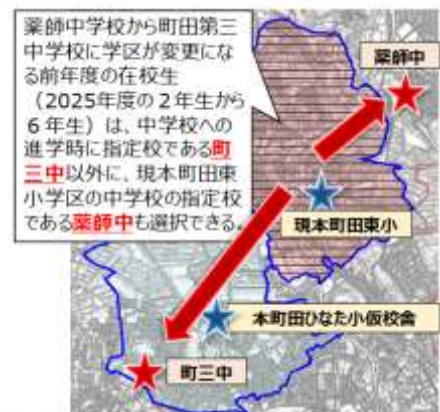 薬師中学校から町田第三
中学校に学区が変更にな
る前年度の在校生
（2025年度の２年生から
６年生）は、中学校への
進学時に指定校である町
三中以外に、現本町田東
小学区の中学校の指定校
である薬師中も選択できる。
薬師中
現本町田東小
本町田ひなた小仮校舎
町三中